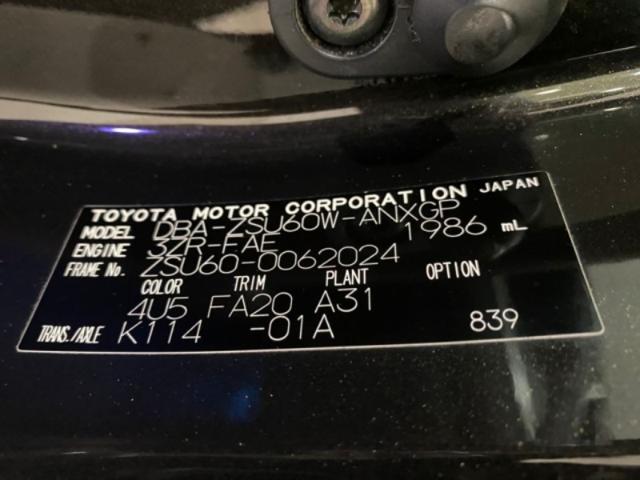 TOYOTA MOTOR CORPORATION JAPAN
MODEL DBA-ZSU60W-ANXGP
ENGINE 3ZR-FAE 1986 mL
FRAME No. ZSU60-0062024
COLOR TRIM PLANT OPTION
4U5 FA20 A31
TRANS./AXLE K114 -01A 839